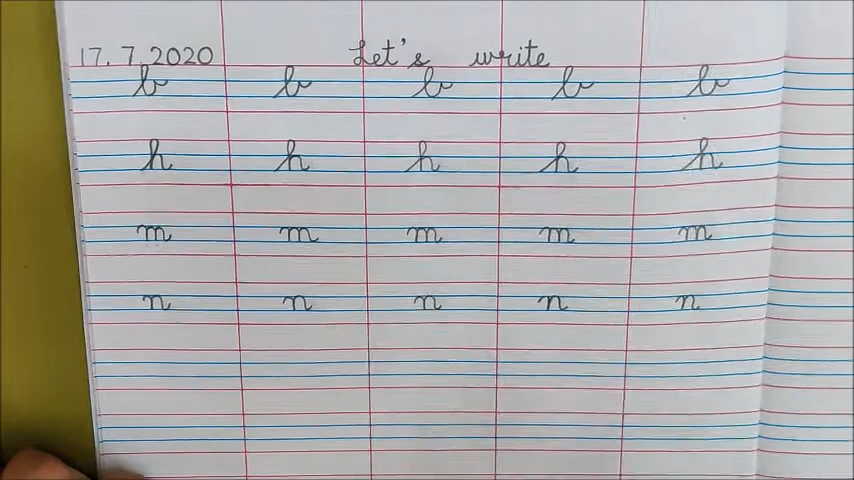 17.7.2020 Let's write
b b b b b
h h h h h
m m m m m
n n n n n